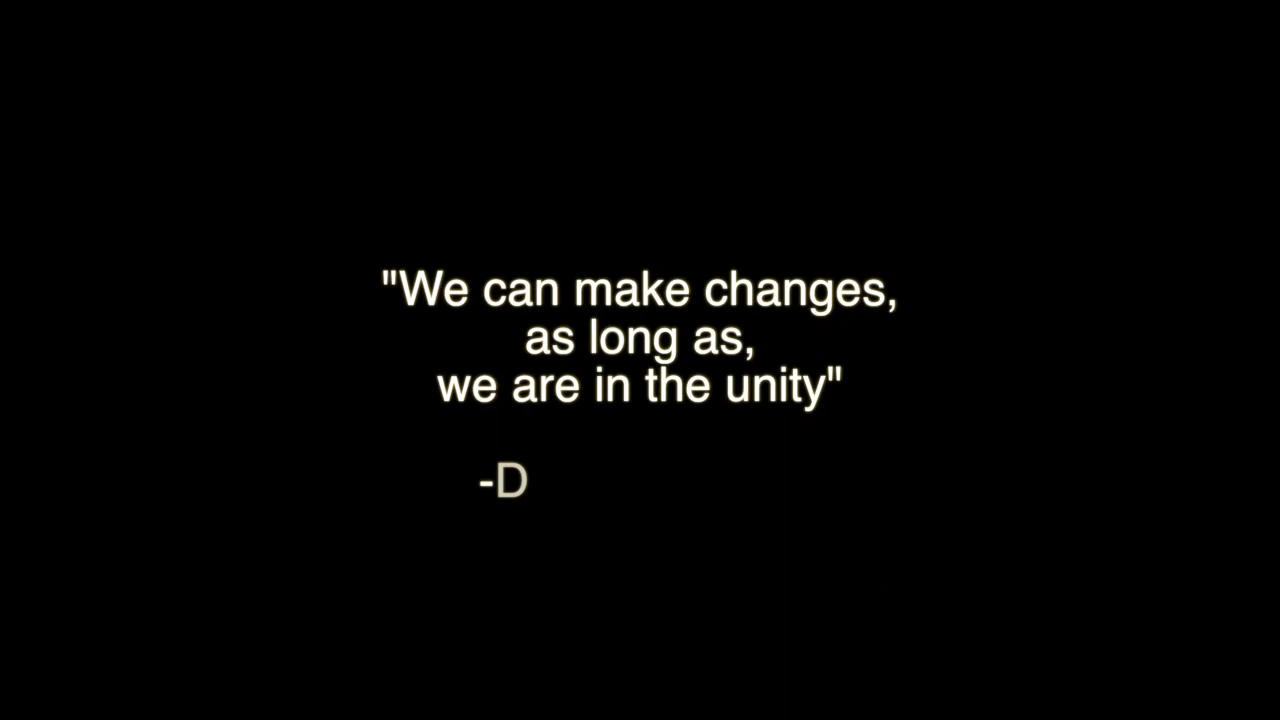 "We can make changes,
as long as,
we are in the unity"
-D